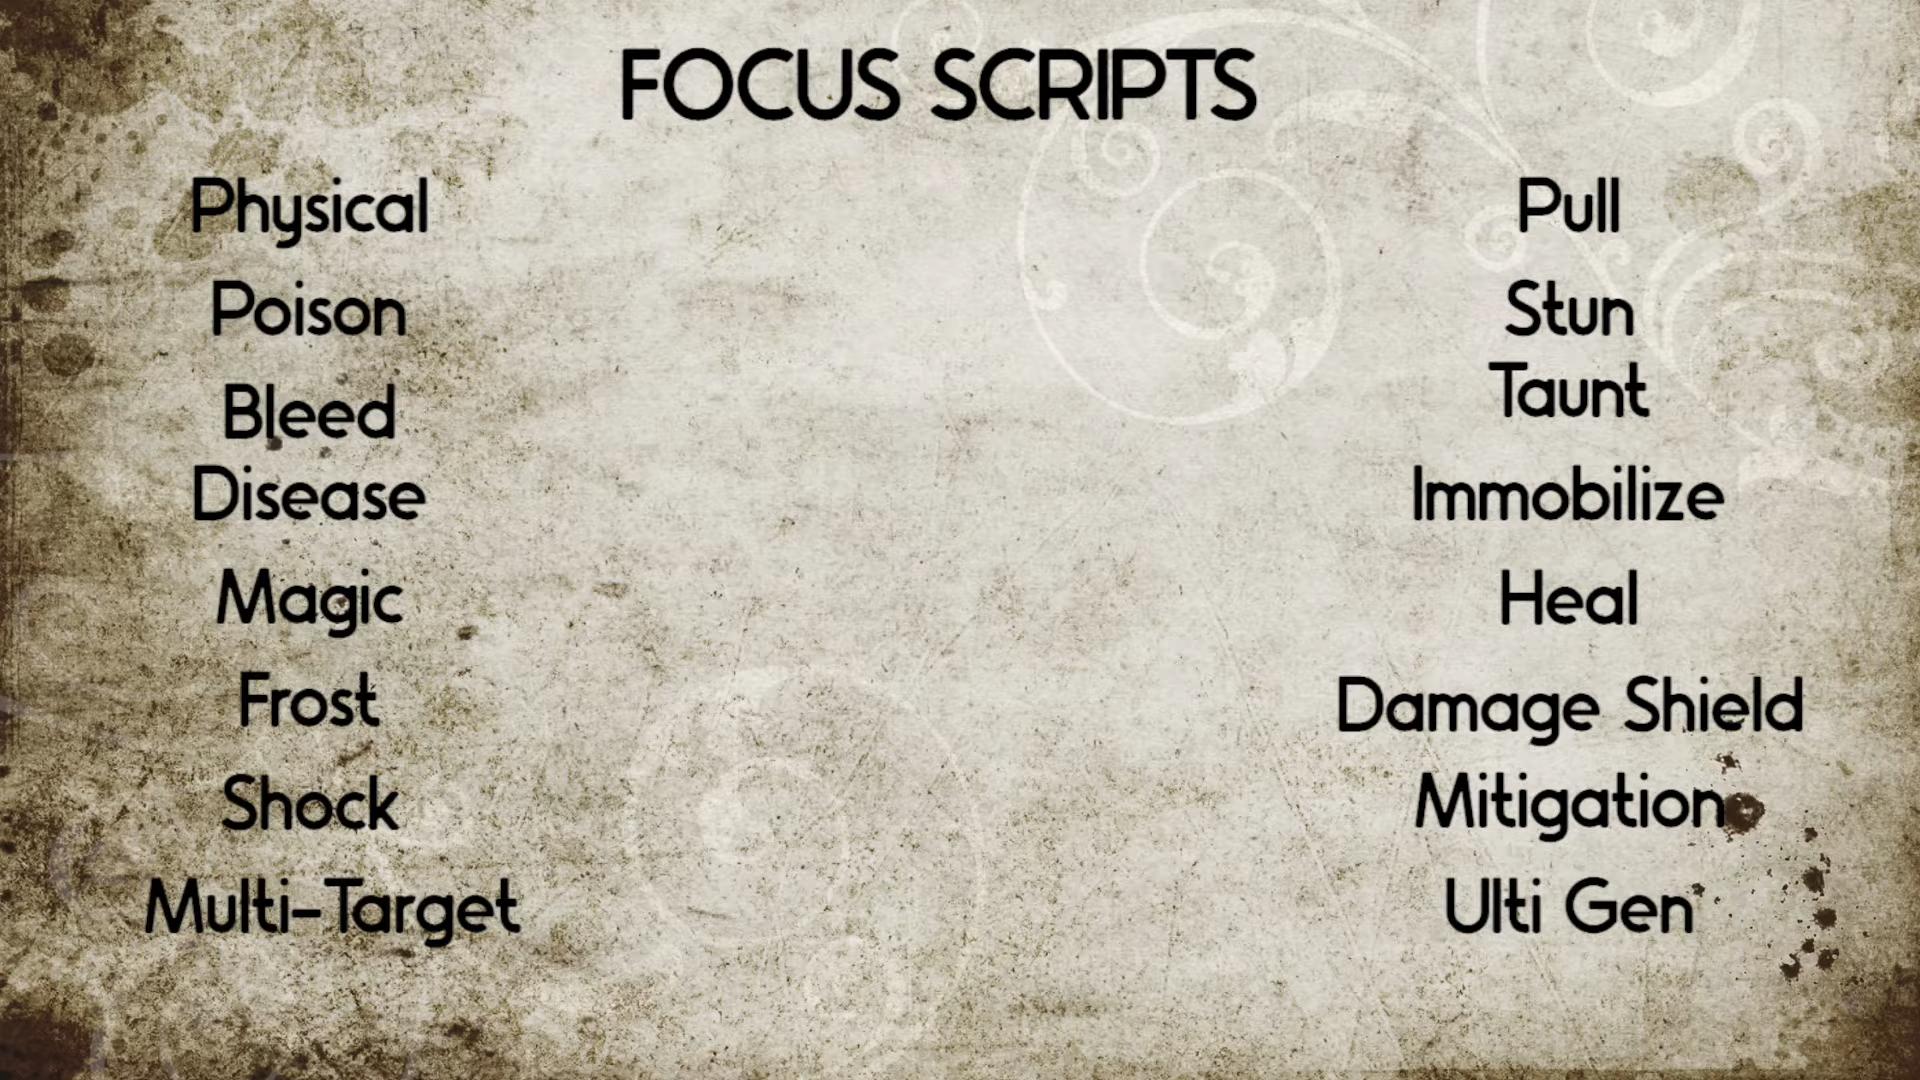 FOCUS SCRIPTS
Physical
Poison
Bleed
Disease
Magic
Frost
Shock
Multi-Target
Pull
Stun
Taunt
Immobilize
Heal
Damage Shield
Mitigation
Ulti Gen